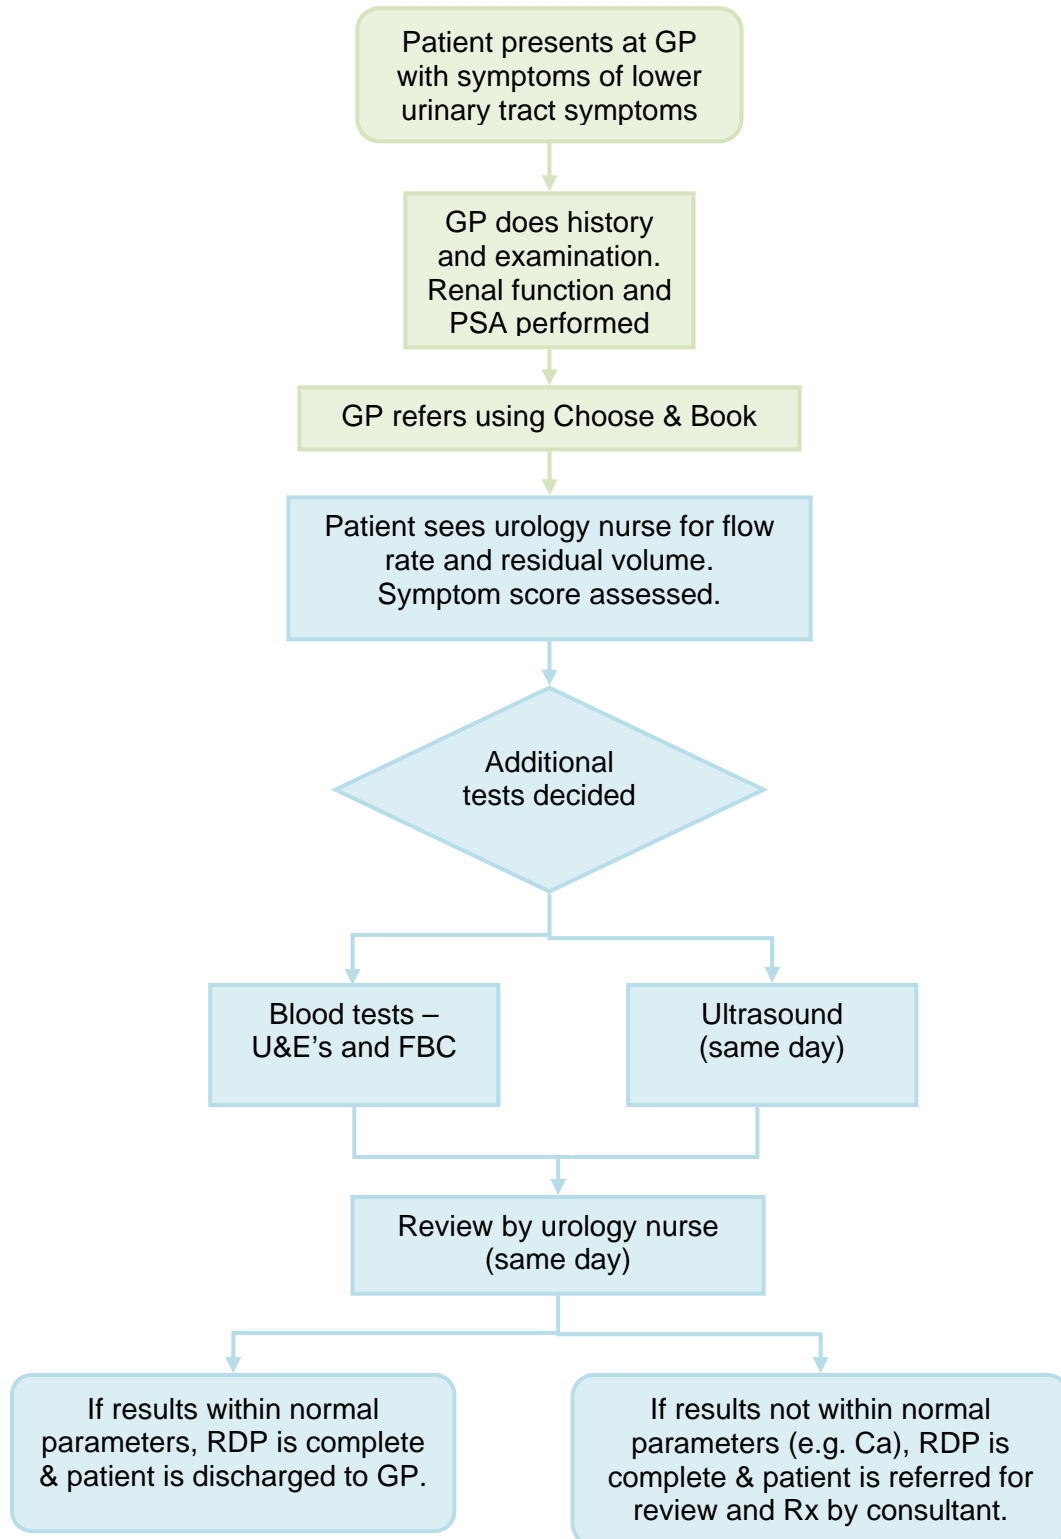 Patient presents at GP
with symptoms of lower
urinary tract symptoms
GP does history
and examination.
Renal function and
PSA performed
GP refers using Choose & Book
Patient sees urology nurse for flow
rate and residual volume.
Symptom score assessed.
Additional
tests decided
Blood tests –
U&E’s and FBC
Ultrasound
(same day)
Review by urology nurse
(same day)
If results within normal
parameters, RDP is complete
& patient is discharged to GP.
If results not within normal
parameters (e.g. Ca), RDP is
complete & patient is referred for
review and Rx by consultant.